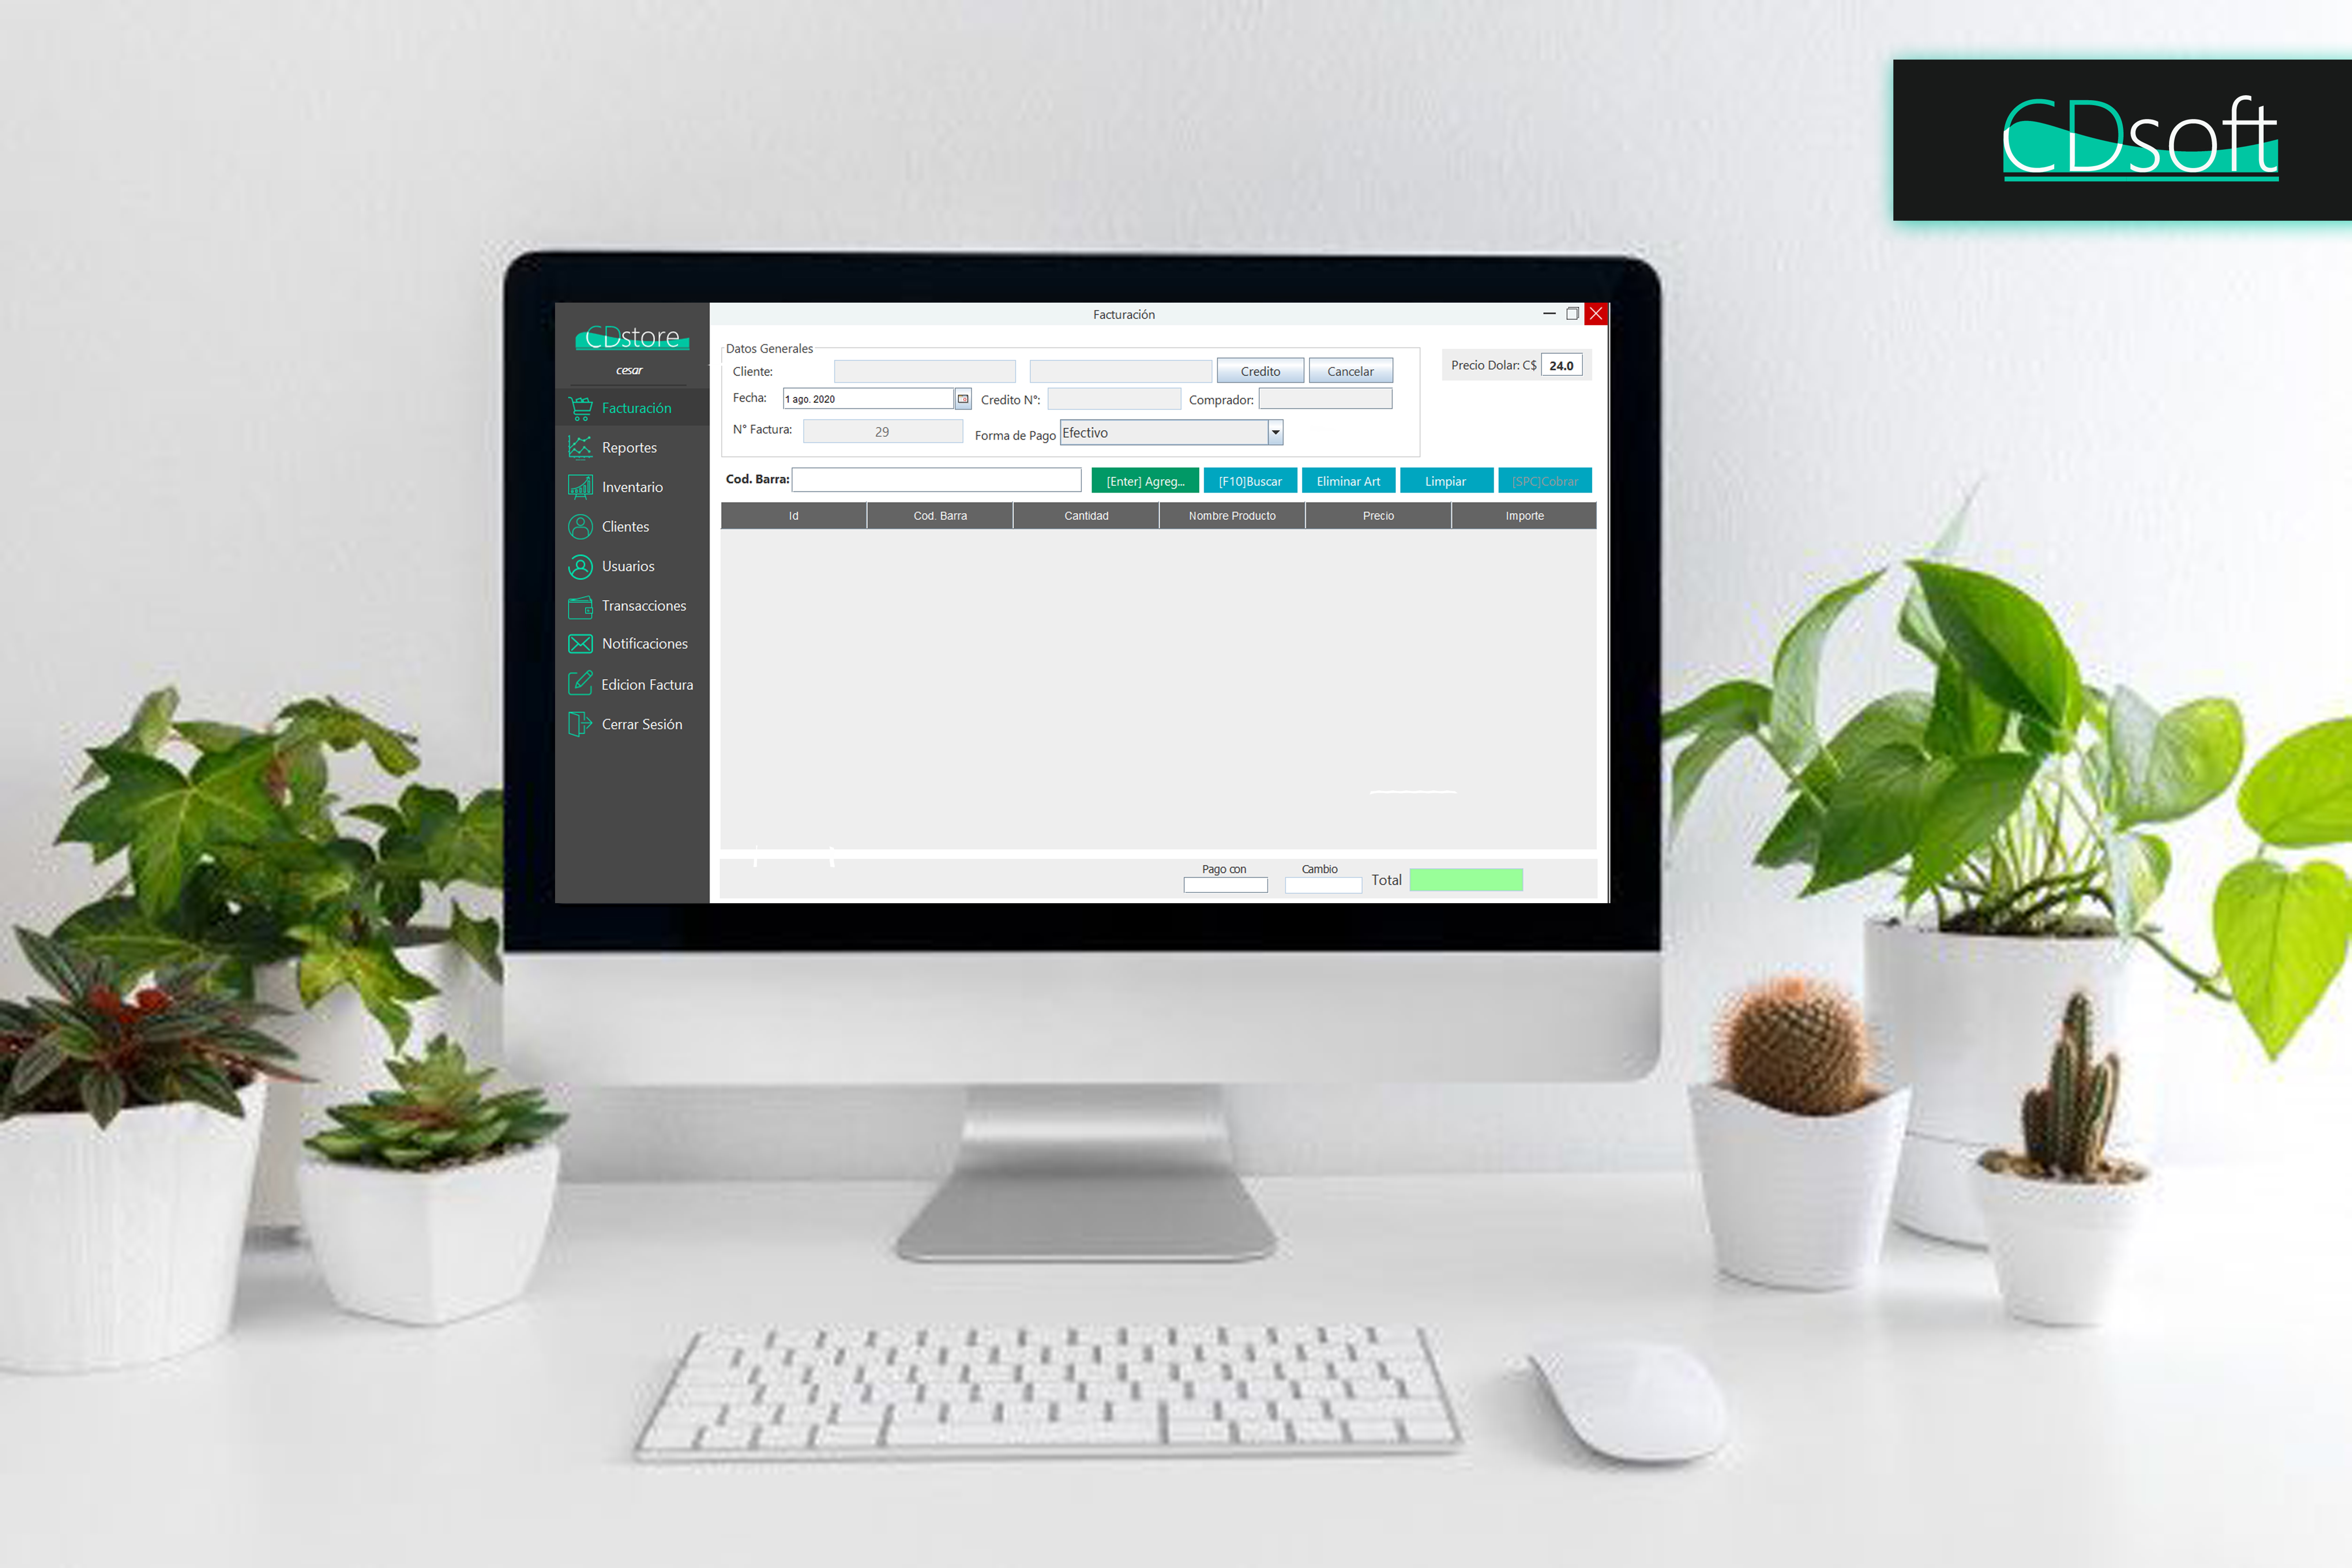 CDsoft
Facturación
CDstore
cesar
Facturación
Reportes
Inventario
Clientes
Usuarios
Transacciones
Notificaciones
Edicion Factura
Cerrar Sesión
Datos Generales
Precio Dolar: C$ 24.0
Cliente: Credito Cancelar
Fecha: 1 ago. 2020 Credito N°: Comprador:
N° Factura: 29 Forma de Pago Efectivo
Cod. Barra: [Enter] Agreg... [F10]Buscar Eliminar Art Limpiar [SPC]Cobrar
Id Cod. Barra Cantidad Nombre Producto Precio Importe
Pago con Cambio Total